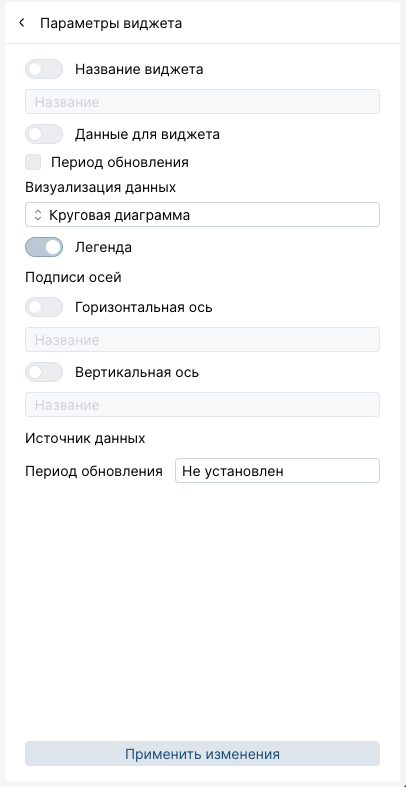 Параметры виджета
Название виджета
Название
Данные для виджета
Период обновления
Визуализация данных
Круговая диаграмма
Легенда
Подписи осей
Горизонтальная ось
Название
Вертикальная ось
Название
Источник данных
Период обновления Не установлен
Применить изменения